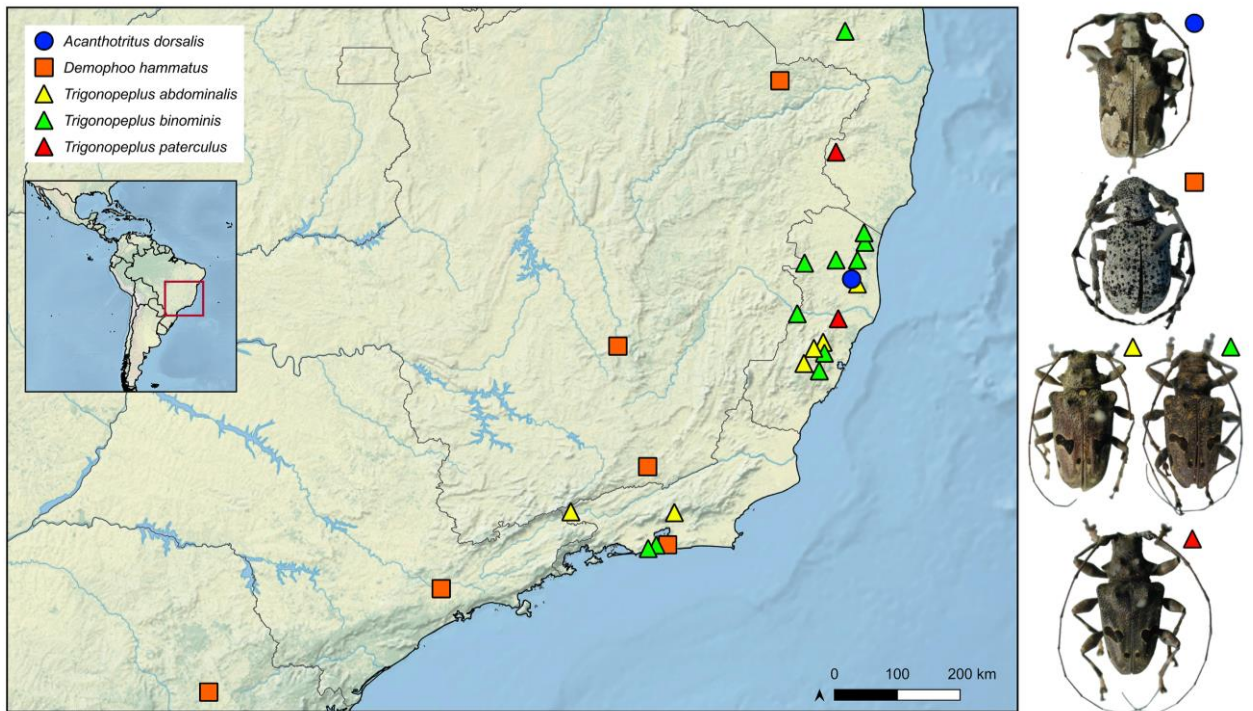 Acanthotritus dorsalis
Demophoo hammatus
Trigonopeplus abdominalis
Trigonopeplus binominis
Trigonopeplus paterculus
0 100 200 km